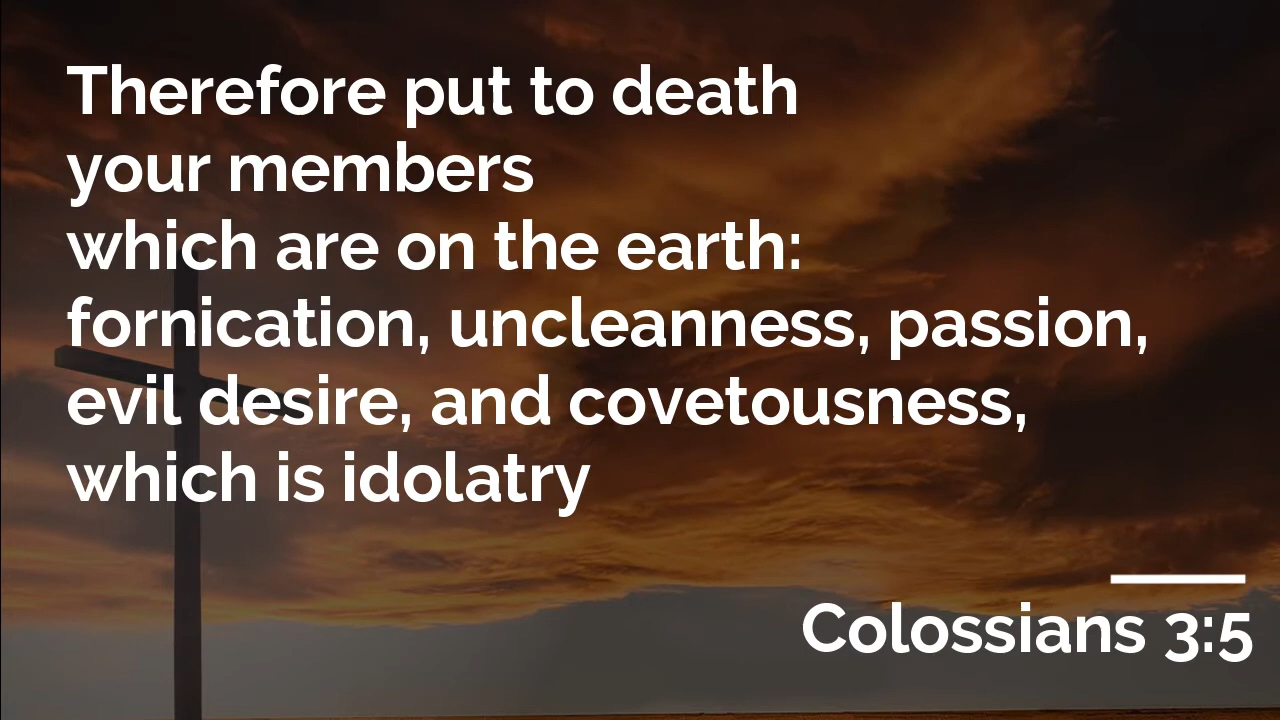 Therefore put to death
your members
which are on the earth:
fornication, uncleanness, passion,
evil desire, and covetousness,
which is idolatry
Colossians 3:5